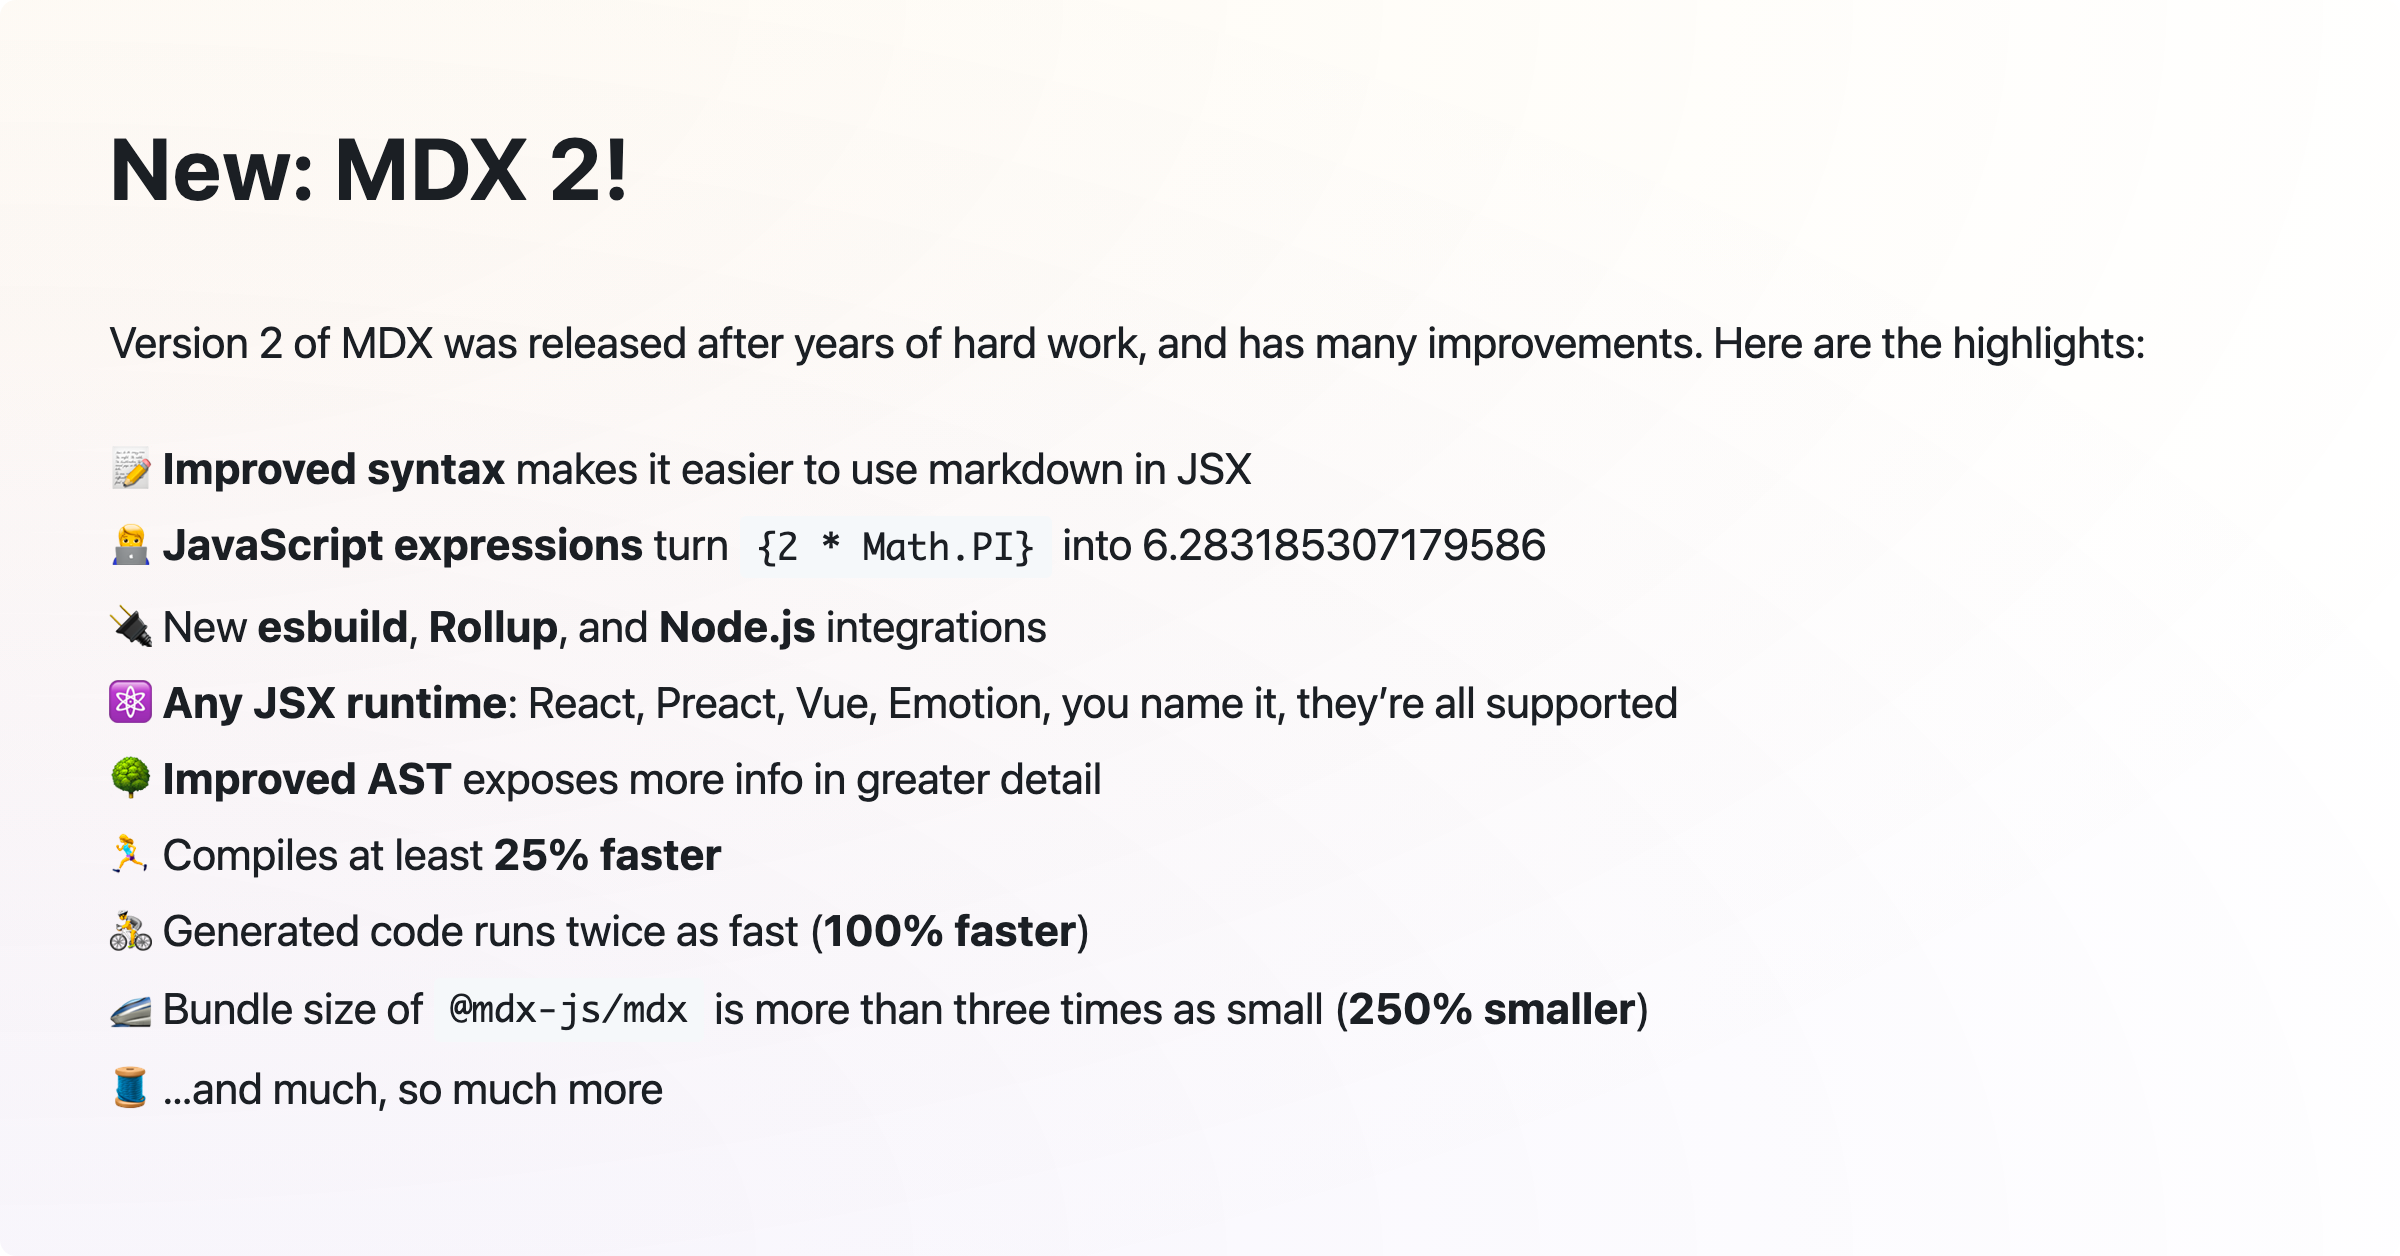 New: MDX 2!
Version 2 of MDX was released after years of hard work, and has many improvements. Here are the highlights:
📝 Improved syntax makes it easier to use markdown in JSX
🧑‍💻 JavaScript expressions turn {2 * Math.PI} into 6.283185307179586
🔌 New esbuild, Rollup, and Node.js integrations
⚛️ Any JSX runtime: React, Preact, Vue, Emotion, you name it, they’re all supported
🌳 Improved AST exposes more info in greater detail
🏃‍♀️ Compiles at least 25% faster
🚴 Generated code runs twice as fast (100% faster)
🚄 Bundle size of @mdx-js/mdx is more than three times as small (250% smaller)
🧵 …and much, so much more